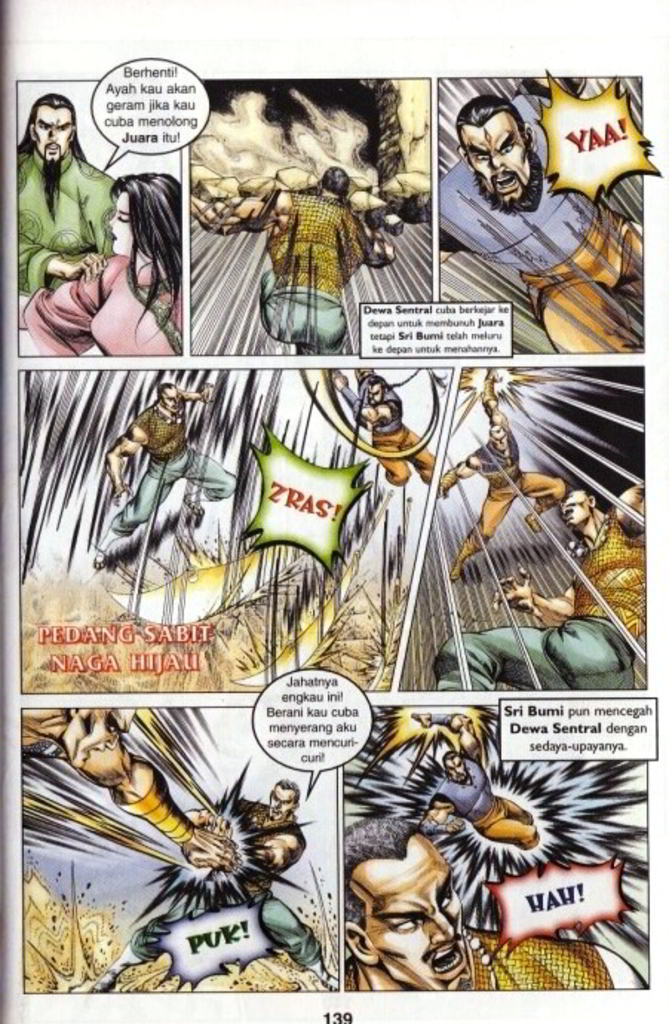 Berhenti!
Ayah kau akan
geram jika kau
cuba menolong
Juara itu!
Dewa Sentral cuba berkejar ke
depan untuk membunuh Juara
tetapi Sri Bumi telah meluru
ke depan untuk menahannya.
YAA!
ZRAS!
PEDANG SABIT
NAGA HIJAU
Jahatnya
engkau ini!
Berani kau cuba
menyerang aku
secara mencuri-
curi!
PUK!
Sri Bumi pun mencegah
Dewa Sentral dengan
sedaya-upayanya.
HAH!
139